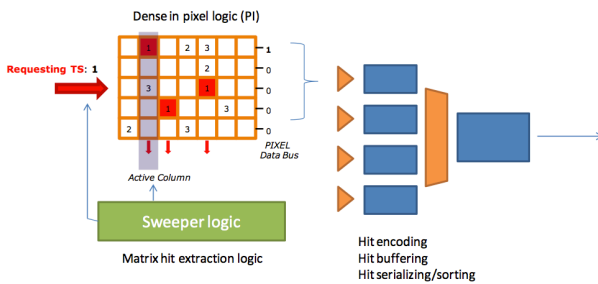 Dense in pixel logic (PI)
1 2 3 1
Requesting TS: 1
2 0
3 1 0
1 3 0
2 3 0
PIXEL
Data Bus
Active Column
Sweeper logic
Matrix hit extraction logic
Hit encoding
Hit buffering
Hit serializing/sorting